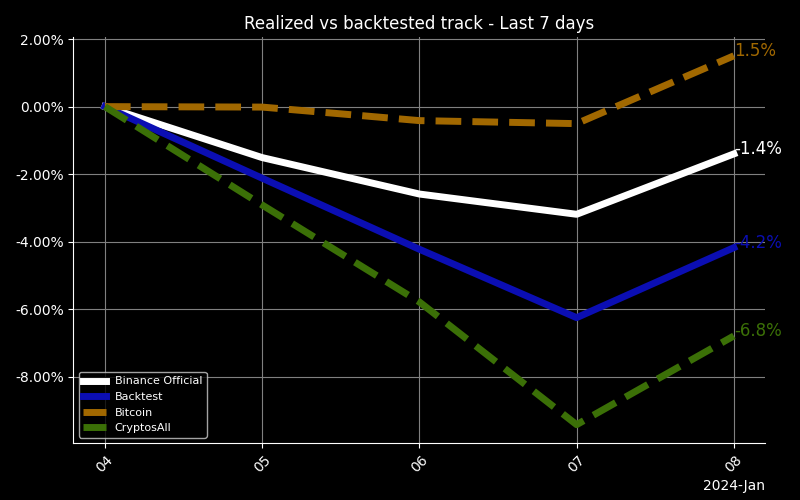 Realized vs backtested track - Last 7 days
2.00%
0.00%
-2.00%
-4.00%
-6.00%
-8.00%
1.5%
-1.4%
-4.2%
-6.8%
Binance Official
Backtest
Bitcoin
CryptosAll
04
05
06
07
08
2024-Jan